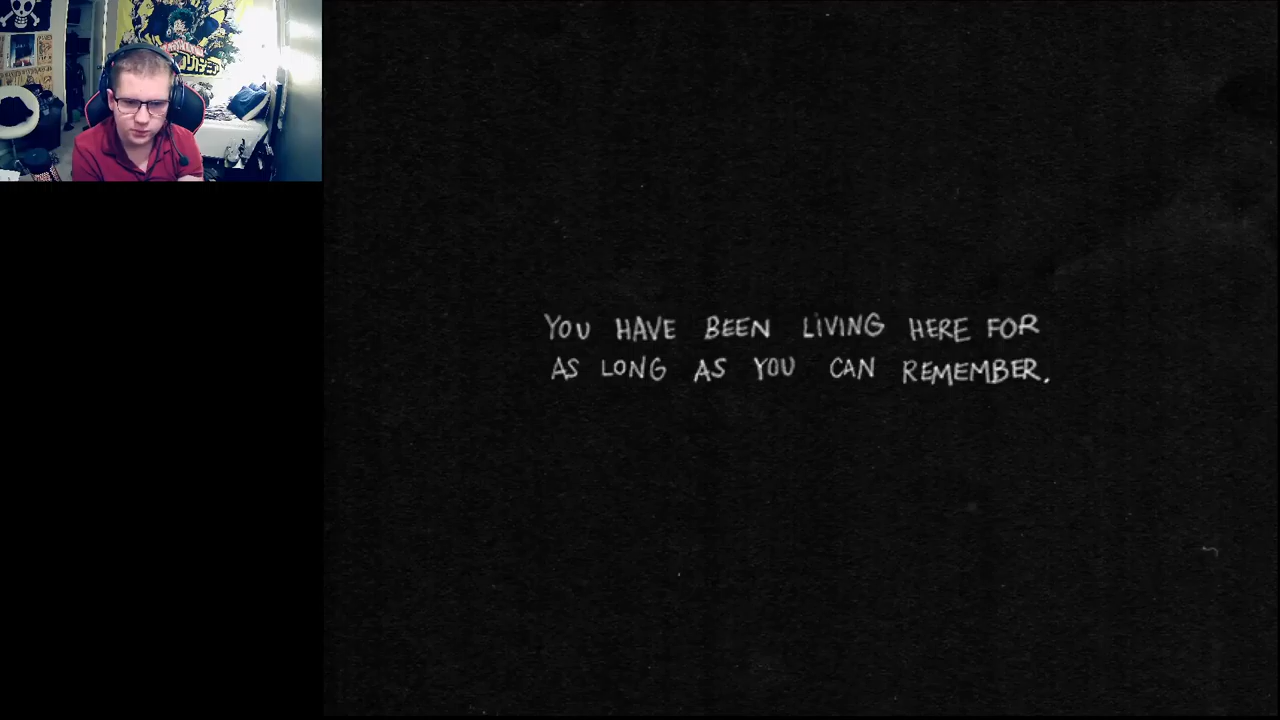 YOU HAVE BEEN LIVING HERE FOR
AS LONG AS YOU CAN REMEMBER.